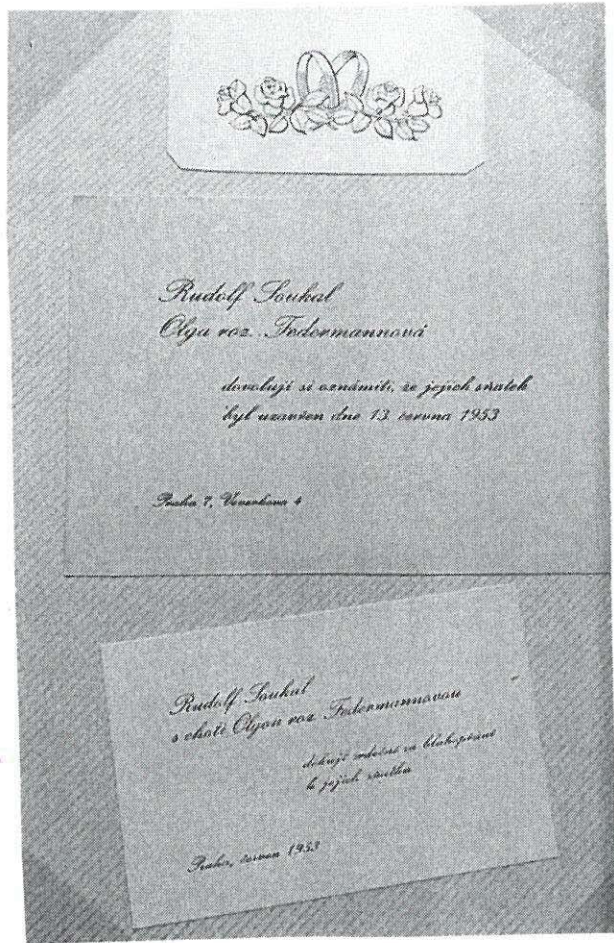 Rudolf Soukal
Olga roz. Federmannová
dovolují si oznámiti, že jejich sňatek
byl uzavřen dne 13. června 1953
Praha 7, Veverkova 4
Rudolf Soukal
s chotí Olgou roz. Federmannovou
děkují srdečně za blahopřání
k jejich sňatku
Praha, červen 1953